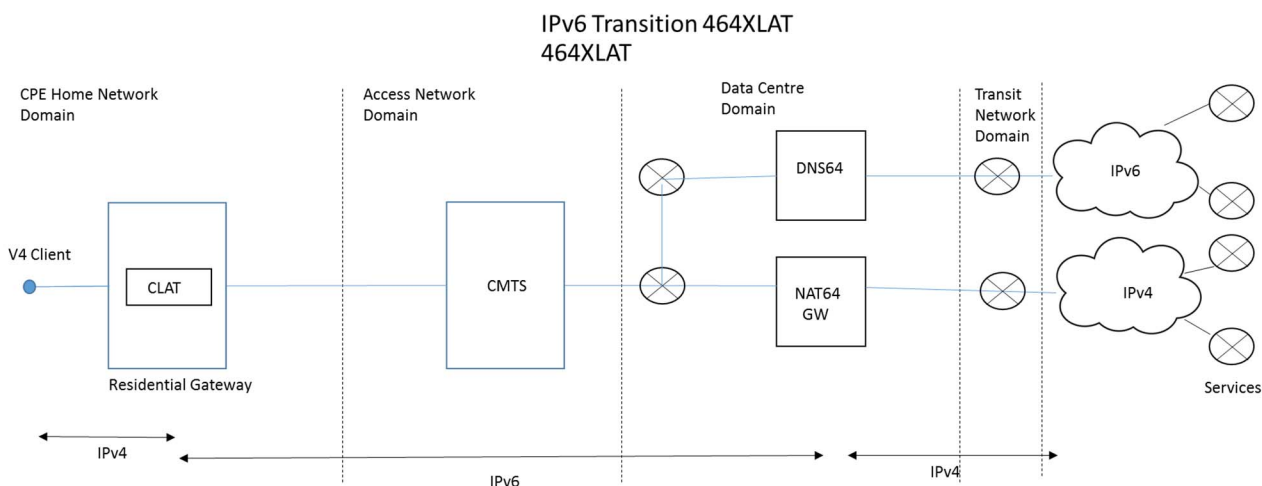 IPv6 Transition 464XLAT
464XLAT
CPE Home Network
Domain
Access Network
Domain
Data Centre
Domain
Transit
Network
Domain
DNS64
IPv6
V4 Client
CLAT
CMTS
NAT64
GW
IPv4
Residential Gateway
Services
IPv4
IPv6
IPv4